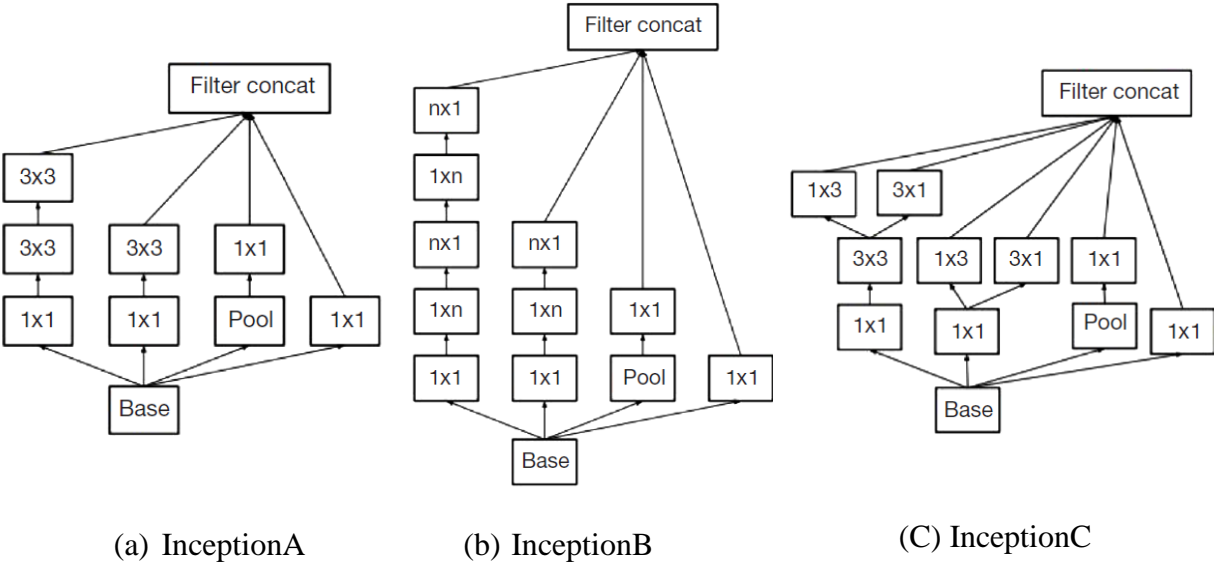 Filter concat
3x3
3x3 3x3 1x1
1x1 1x1 Pool 1x1
Base
(a) InceptionA
Filter concat
nx1
1xn
nx1 nx1
1xn 1xn 1x1
1x1 1x1 Pool 1x1
Base
(b) InceptionB
Filter concat
1x3 3x1
3x3 1x3 3x1 1x1
1x1 1x1 Pool 1x1
Base
(C) InceptionC